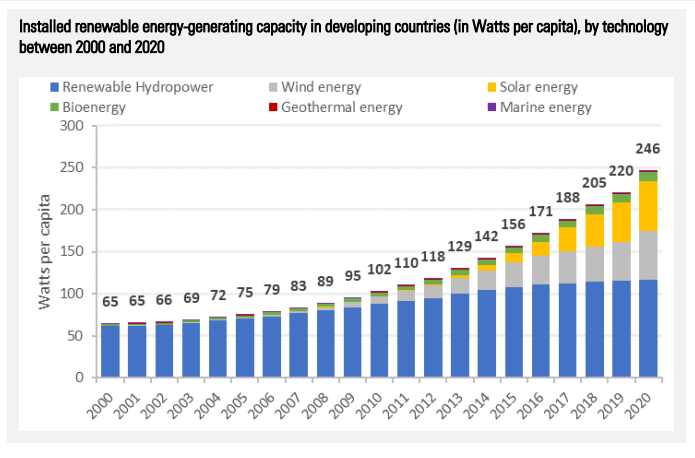 Installed renewable energy-generating capacity in developing countries (in Watts per capita), by technology
between 2000 and 2020
Renewable Hydropower Wind energy Solar energy
Bioenergy Geothermal energy Marine energy
Watts per capita
300
250
200
150
100
50
0
65 65 66 69 72 75 79 83 89 95 102 110 118 129 142 156 171 188 205 220 246
2000 2001 2002 2003 2004 2005 2006 2007 2008 2009 2010 2011 2012 2013 2014 2015 2016 2017 2018 2019 2020